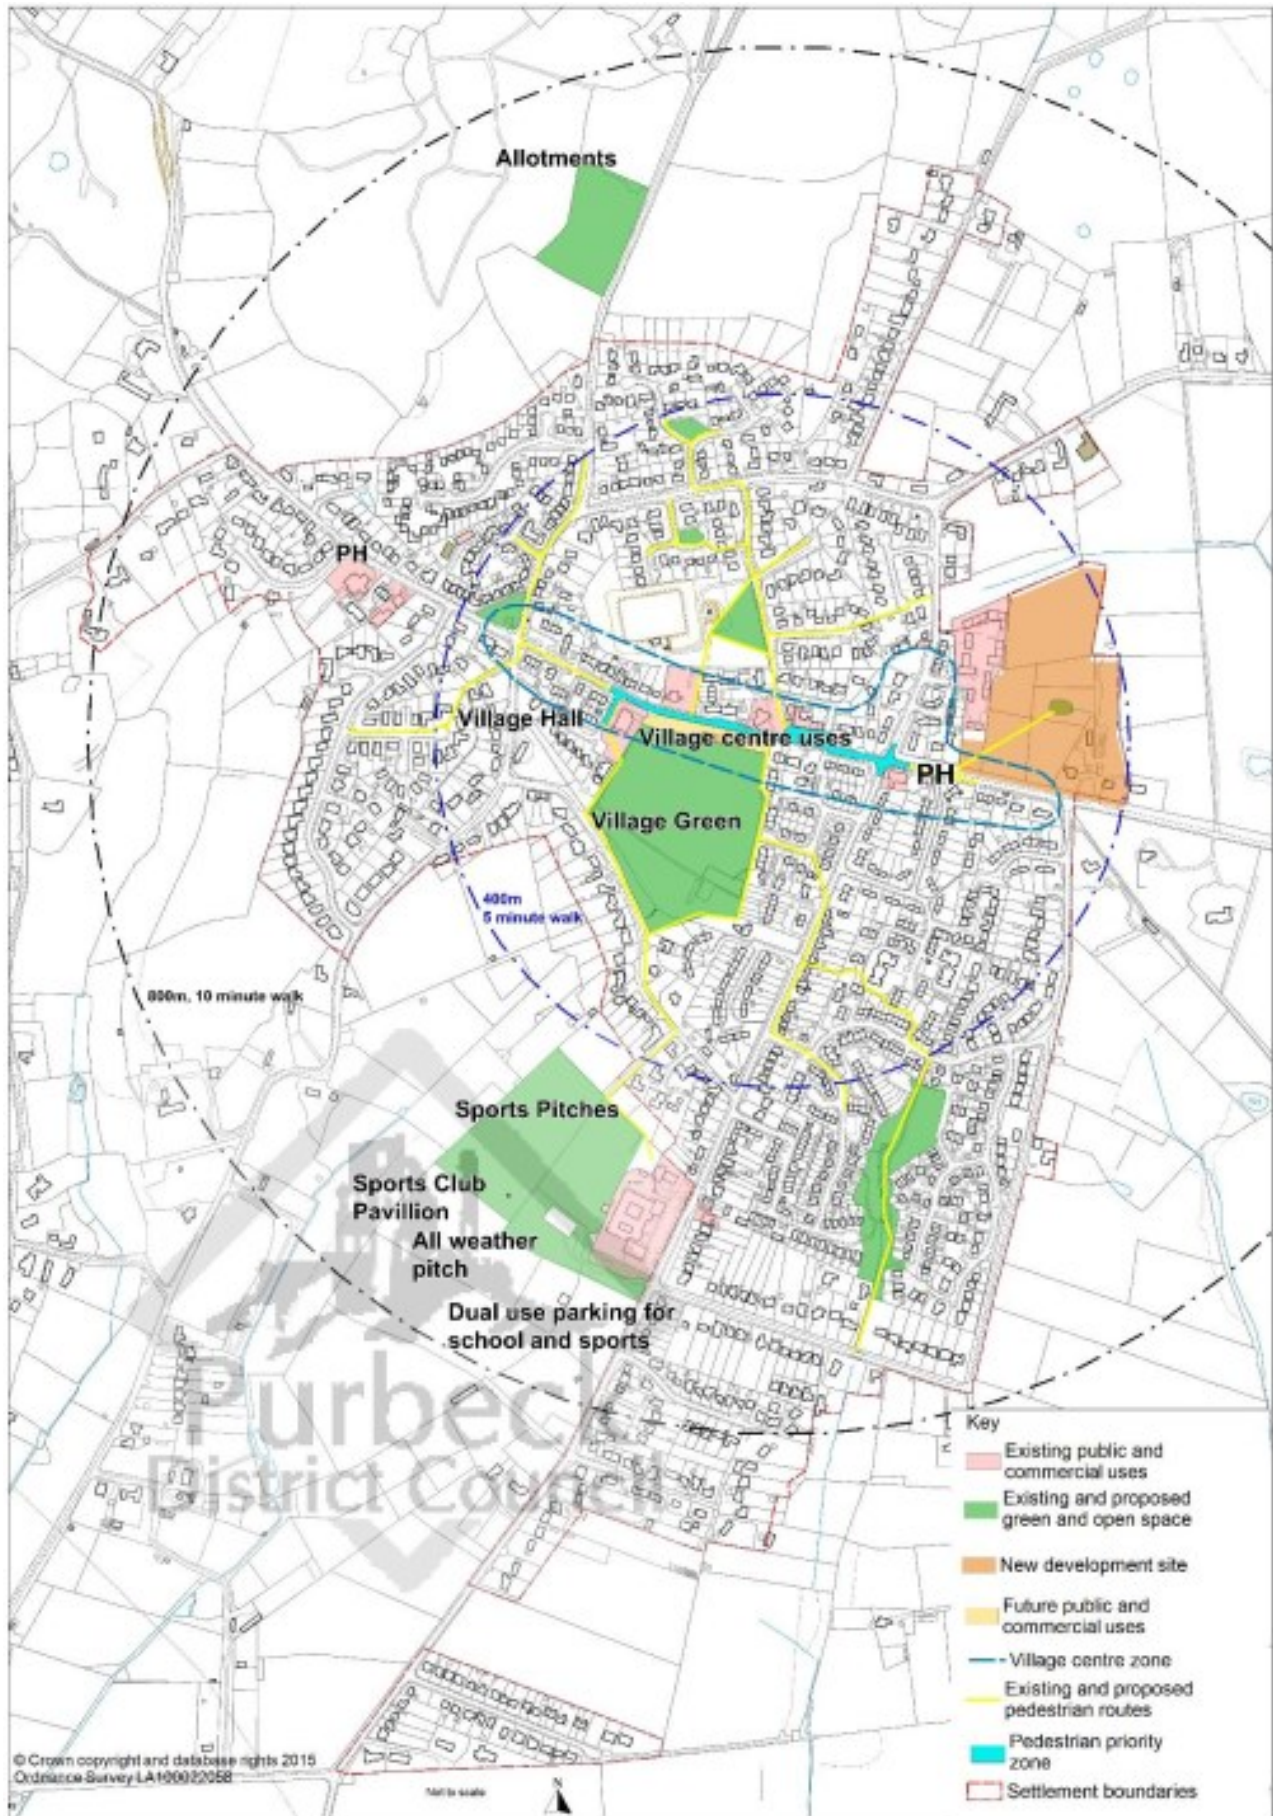 Allotments
PH
Village Hall
Village centre uses
PH
Village Green
400m
5 minute walk
800m, 10 minute walk
Sports Pitches
Sports Club
Pavillion
All weather
pitch
Dual use parking for
school and sports
Purbeck
District Council
Key
Existing public and
commercial uses
Existing and proposed
green and open space
New development site
Future public and
commercial uses
Village centre zone
Existing and proposed
pedestrian routes
Pedestrian priority
zone
Settlement boundaries
© Crown copyright and database rights 2015
Ordnance Survey LA100022058
Not to scale
N